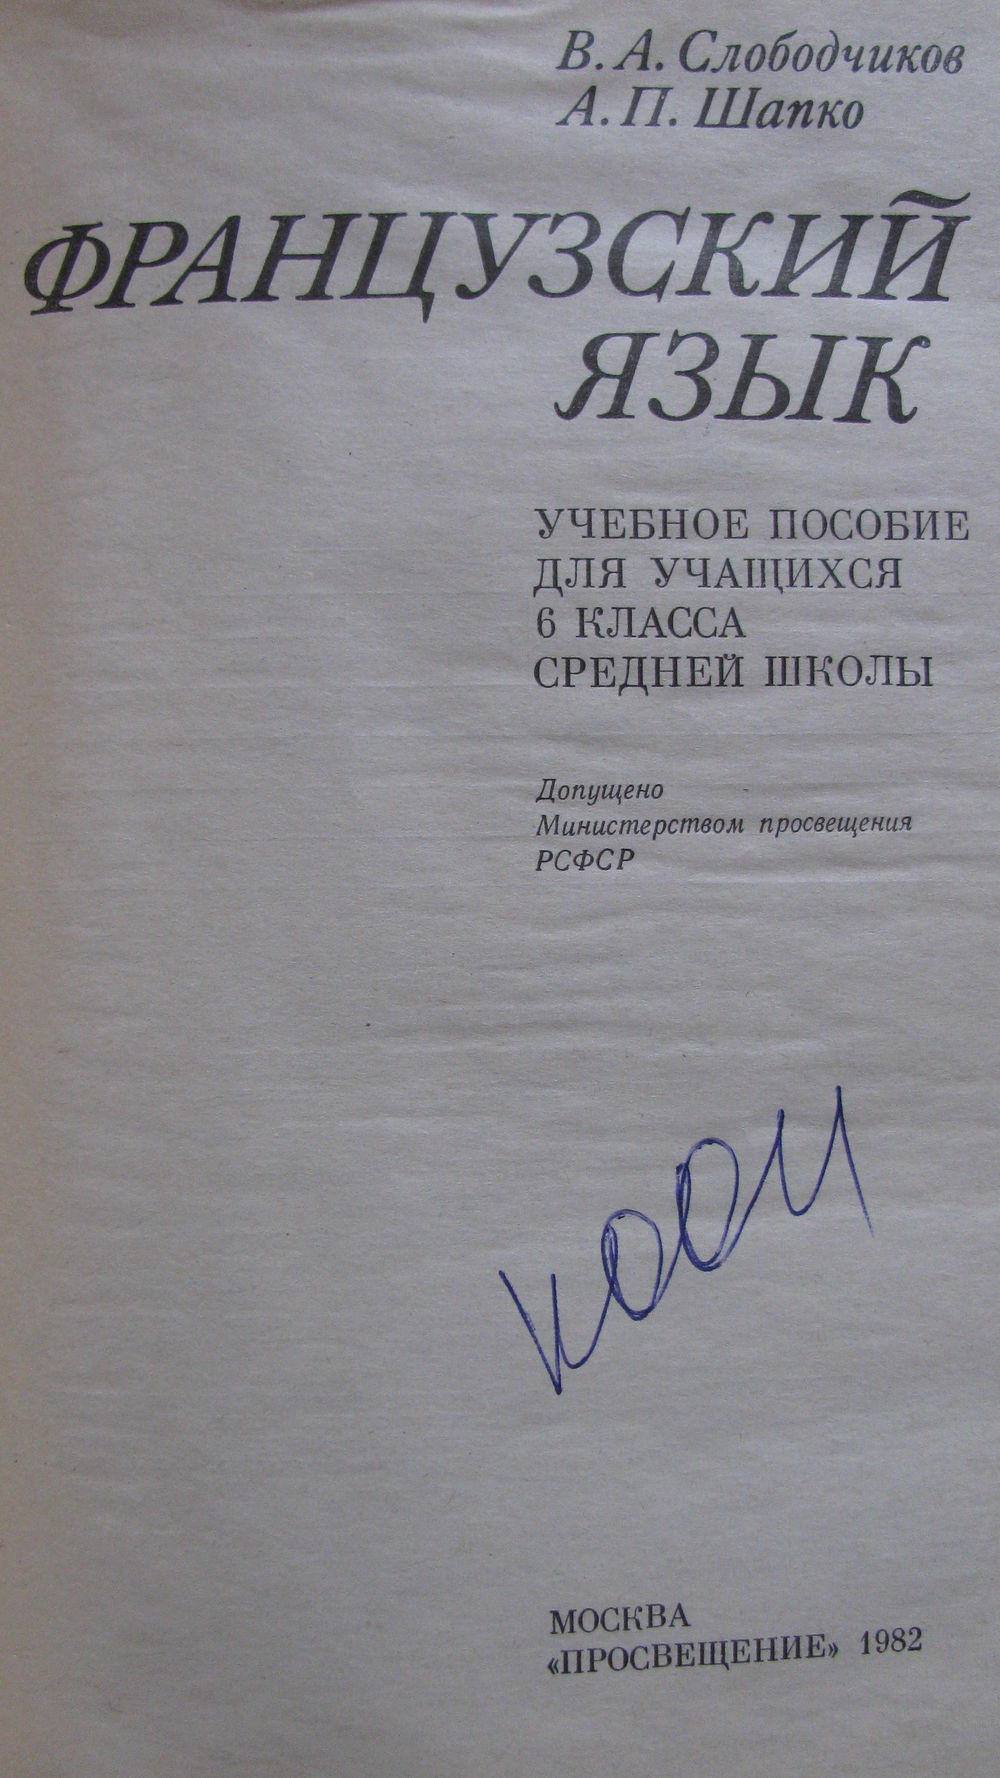 В. А. Слободчиков
А. П. Шапко
ФРАНЦУЗСКИЙ
ЯЗЫК
УЧЕБНОЕ ПОСОБИЕ
ДЛЯ УЧАЩИХСЯ
6 КЛАССА
СРЕДНЕЙ ШКОЛЫ
Допущено
Министерством просвещения
РСФСР
МОСКВА
«ПРОСВЕЩЕНИЕ» 1982